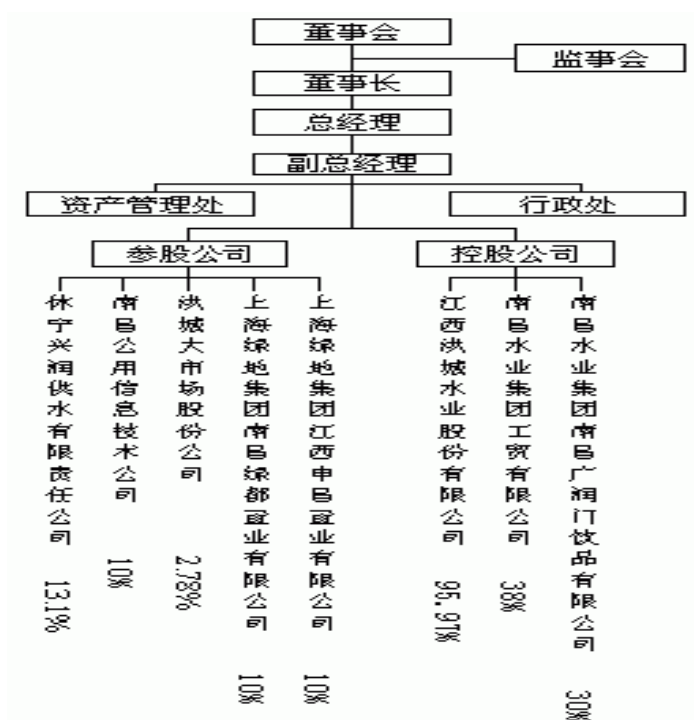 董事会
监事会
董事长
总经理
副总经理
资产管理处
行政处
参股公司
控股公司
休宁兴润供水有限责任公司 13.1%
南昌公用信息技术公司 10%
洪城大市场股份公司 2.78%
上海绿地集团南昌绿都置业有限公司 10%
上海绿地集团江西申昌置业有限公司 10%
江西洪城水业股份有限公司 95.97%
南昌水业集团工贸有限公司 38%
南昌水业集团南昌广润门饮品有限公司 30%